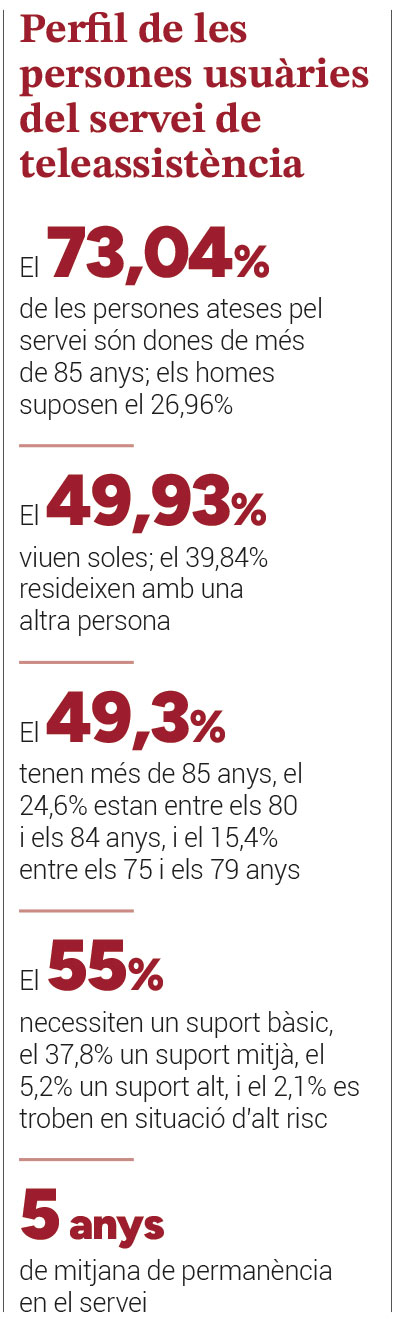 Perfil de les
persones usuàries
del servei de
teleassistència
El 73,04%
de les persones ateses pel
servei són dones de més
de 85 anys; els homes
suposen el 26,96%
El 49,93%
viuen soles; el 39,84%
resideixen amb una
altra persona
El 49,3%
tenen més de 85 anys, el
24,6% estan entre els 80
i els 84 anys, i el 15,4%
entre els 75 i els 79 anys
El 55%
necessiten un suport bàsic,
el 37,8% un suport mitjà, el
5,2% un suport alt, i el 2,1% es
troben en situació d'alt risc
5 anys
de mitjana de permanència
en el servei